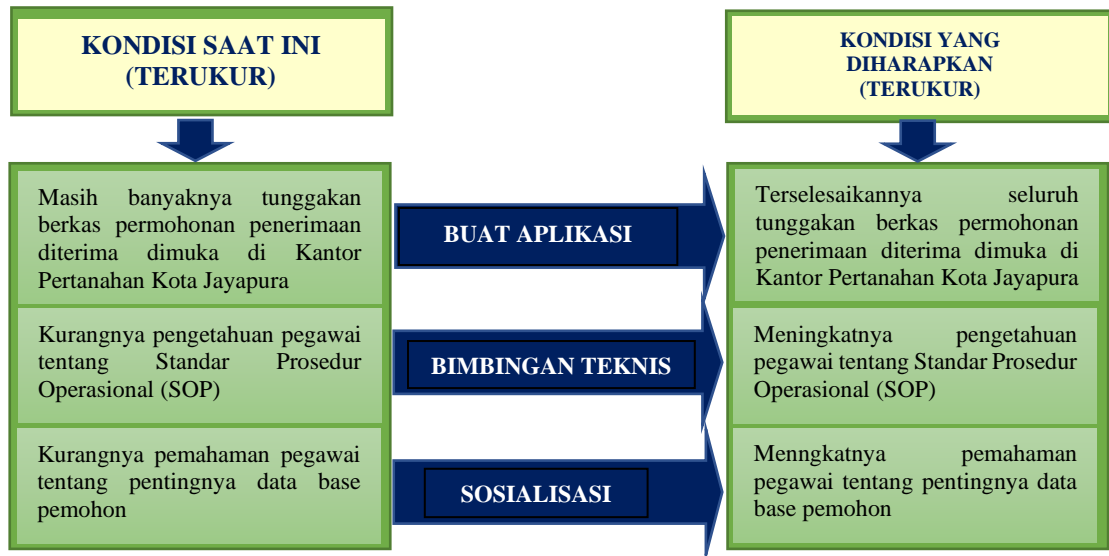 KONDISI SAAT INI
(TERUKUR)
KONDISI YANG
DIHARAPKAN
(TERUKUR)
Masih banyaknya tunggakan
berkas permohonan penerimaan
diterima dimuka di Kantor
Pertanahan Kota Jayapura
BUAT APLIKASI
Terselesaikannya seluruh
tunggakan berkas permohonan
penerimaan diterima dimuka di
Kantor Pertanahan Kota Jayapura
Kurangnya pengetahuan pegawai
tentang Standar Prosedur
Operasional (SOP)
BIMBINGAN TEKNIS
Meningkatnya pengetahuan
pegawai tentang Standar Prosedur
Operasional (SOP)
Kurangnya pemahaman pegawai
tentang pentingnya data base
pemohon
SOSIALISASI
Menngkatnya pemahaman
pegawai tentang pentingnya data
base pemohon